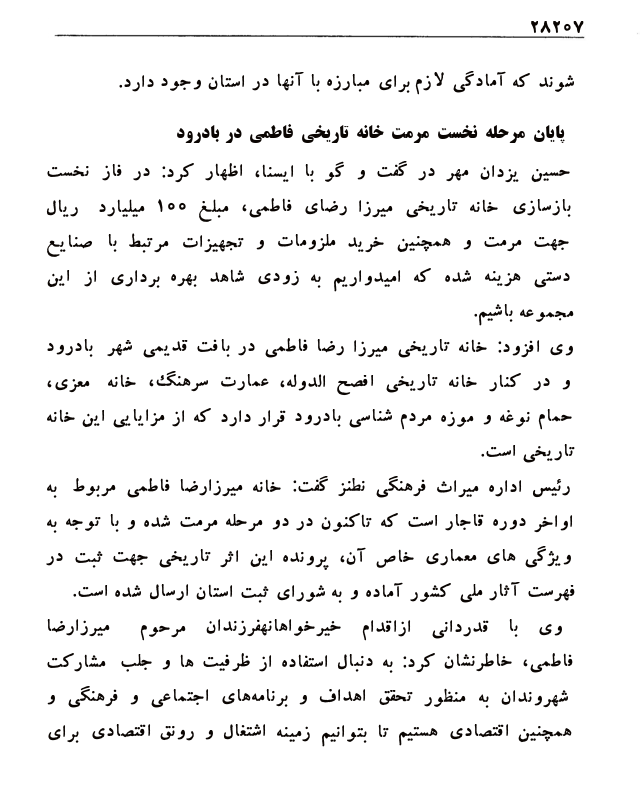 ۲۸۲۰۷
شوند که آمادگی لازم برای مبارزه با آنها در استان وجود دارد.
پایان مرحله نخست مرمت خانه تاریخی فاطمی در بادرود
حسین یزدان مهر در گفت و گو با ایسنا، اظهار کرد: در فاز نخست
بازسازی خانه تاریخی میرزا رضای فاطمی، مبلغ ۱۰۰ میلیارد ریال
جهت مرمت و همچنین خرید ملزومات و تجهیزات مرتبط با صنایع
دستی هزینه شده که امیدواریم به زودی شاهد بهره برداری از این
مجموعه باشیم.
وی افزود: خانه تاریخی میرزا رضا فاطمی در بافت قدیمی شهر بادرود
و در کنار خانه تاریخی افصح الدوله، عمارت سرهنگ، خانه معزی،
حمام نوغه و موزه مردم شناسی بادرود قرار دارد که از مزایایی این خانه
تاریخی است.
رئیس اداره میراث فرهنگی نطنز گفت: خانه میرزارضا فاطمی مربوط به
اواخر دوره قاجار است که تاکنون در دو مرحله مرمت شده و با توجه به
ویژگی های معماری خاص آن، پرونده این اثر تاریخی جهت ثبت در
فهرست آثار ملی کشور آماده و به شورای ثبت استان ارسال شده است.
وی با قدردانی ازاقدام خیرخواهانهفرزندان مرحوم میرزارضا
فاطمی، خاطرنشان کرد: به دنبال استفاده از ظرفیت ها و جلب مشارکت
شهروندان به منظور تحقق اهداف و برنامه‌های اجتماعی و فرهنگی و
همچنین اقتصادی هستیم تا بتوانیم زمینه اشتغال و رونق اقتصادی برای